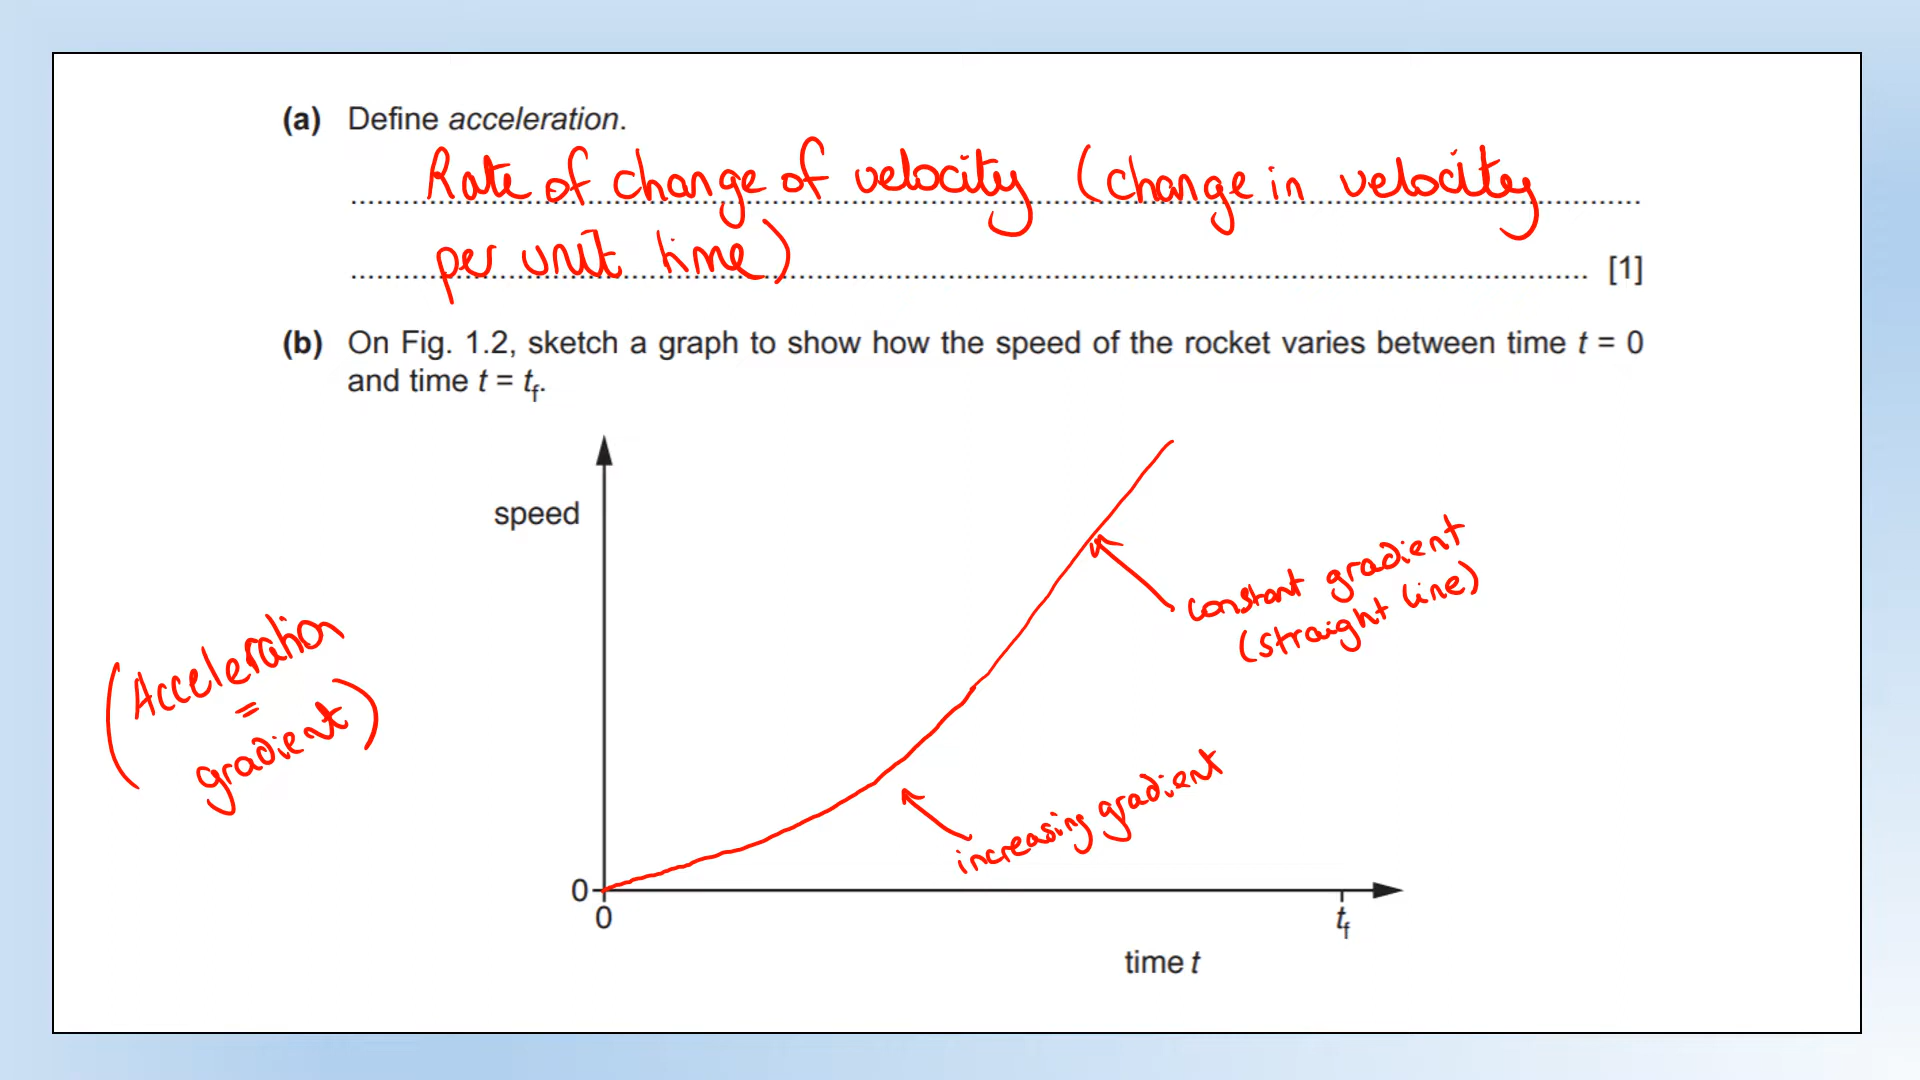 (a) Define acceleration.
Rate of change of velocity (change in velocity
per unit time)
[1]
(b) On Fig. 1.2, sketch a graph to show how the speed of the rocket varies between time t = 0
and time t = tf.
speed
constant gradient
(straight line)
(Acceleration
=
gradient)
increasing gradient
0
0
tf
time t